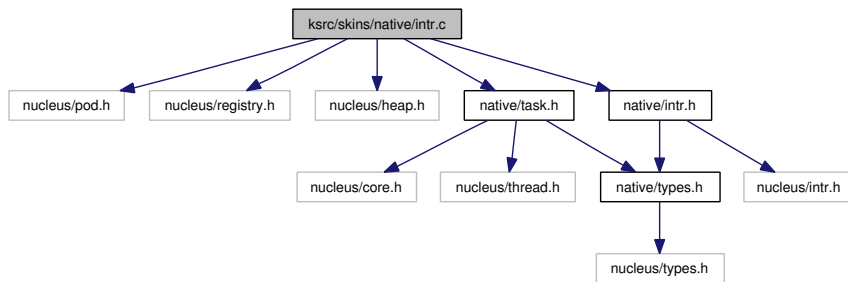 ksrc/skins/native/intr.c
nucleus/pod.h
nucleus/registry.h
nucleus/heap.h
native/task.h
native/intr.h
nucleus/core.h
nucleus/thread.h
native/types.h
nucleus/intr.h
nucleus/types.h